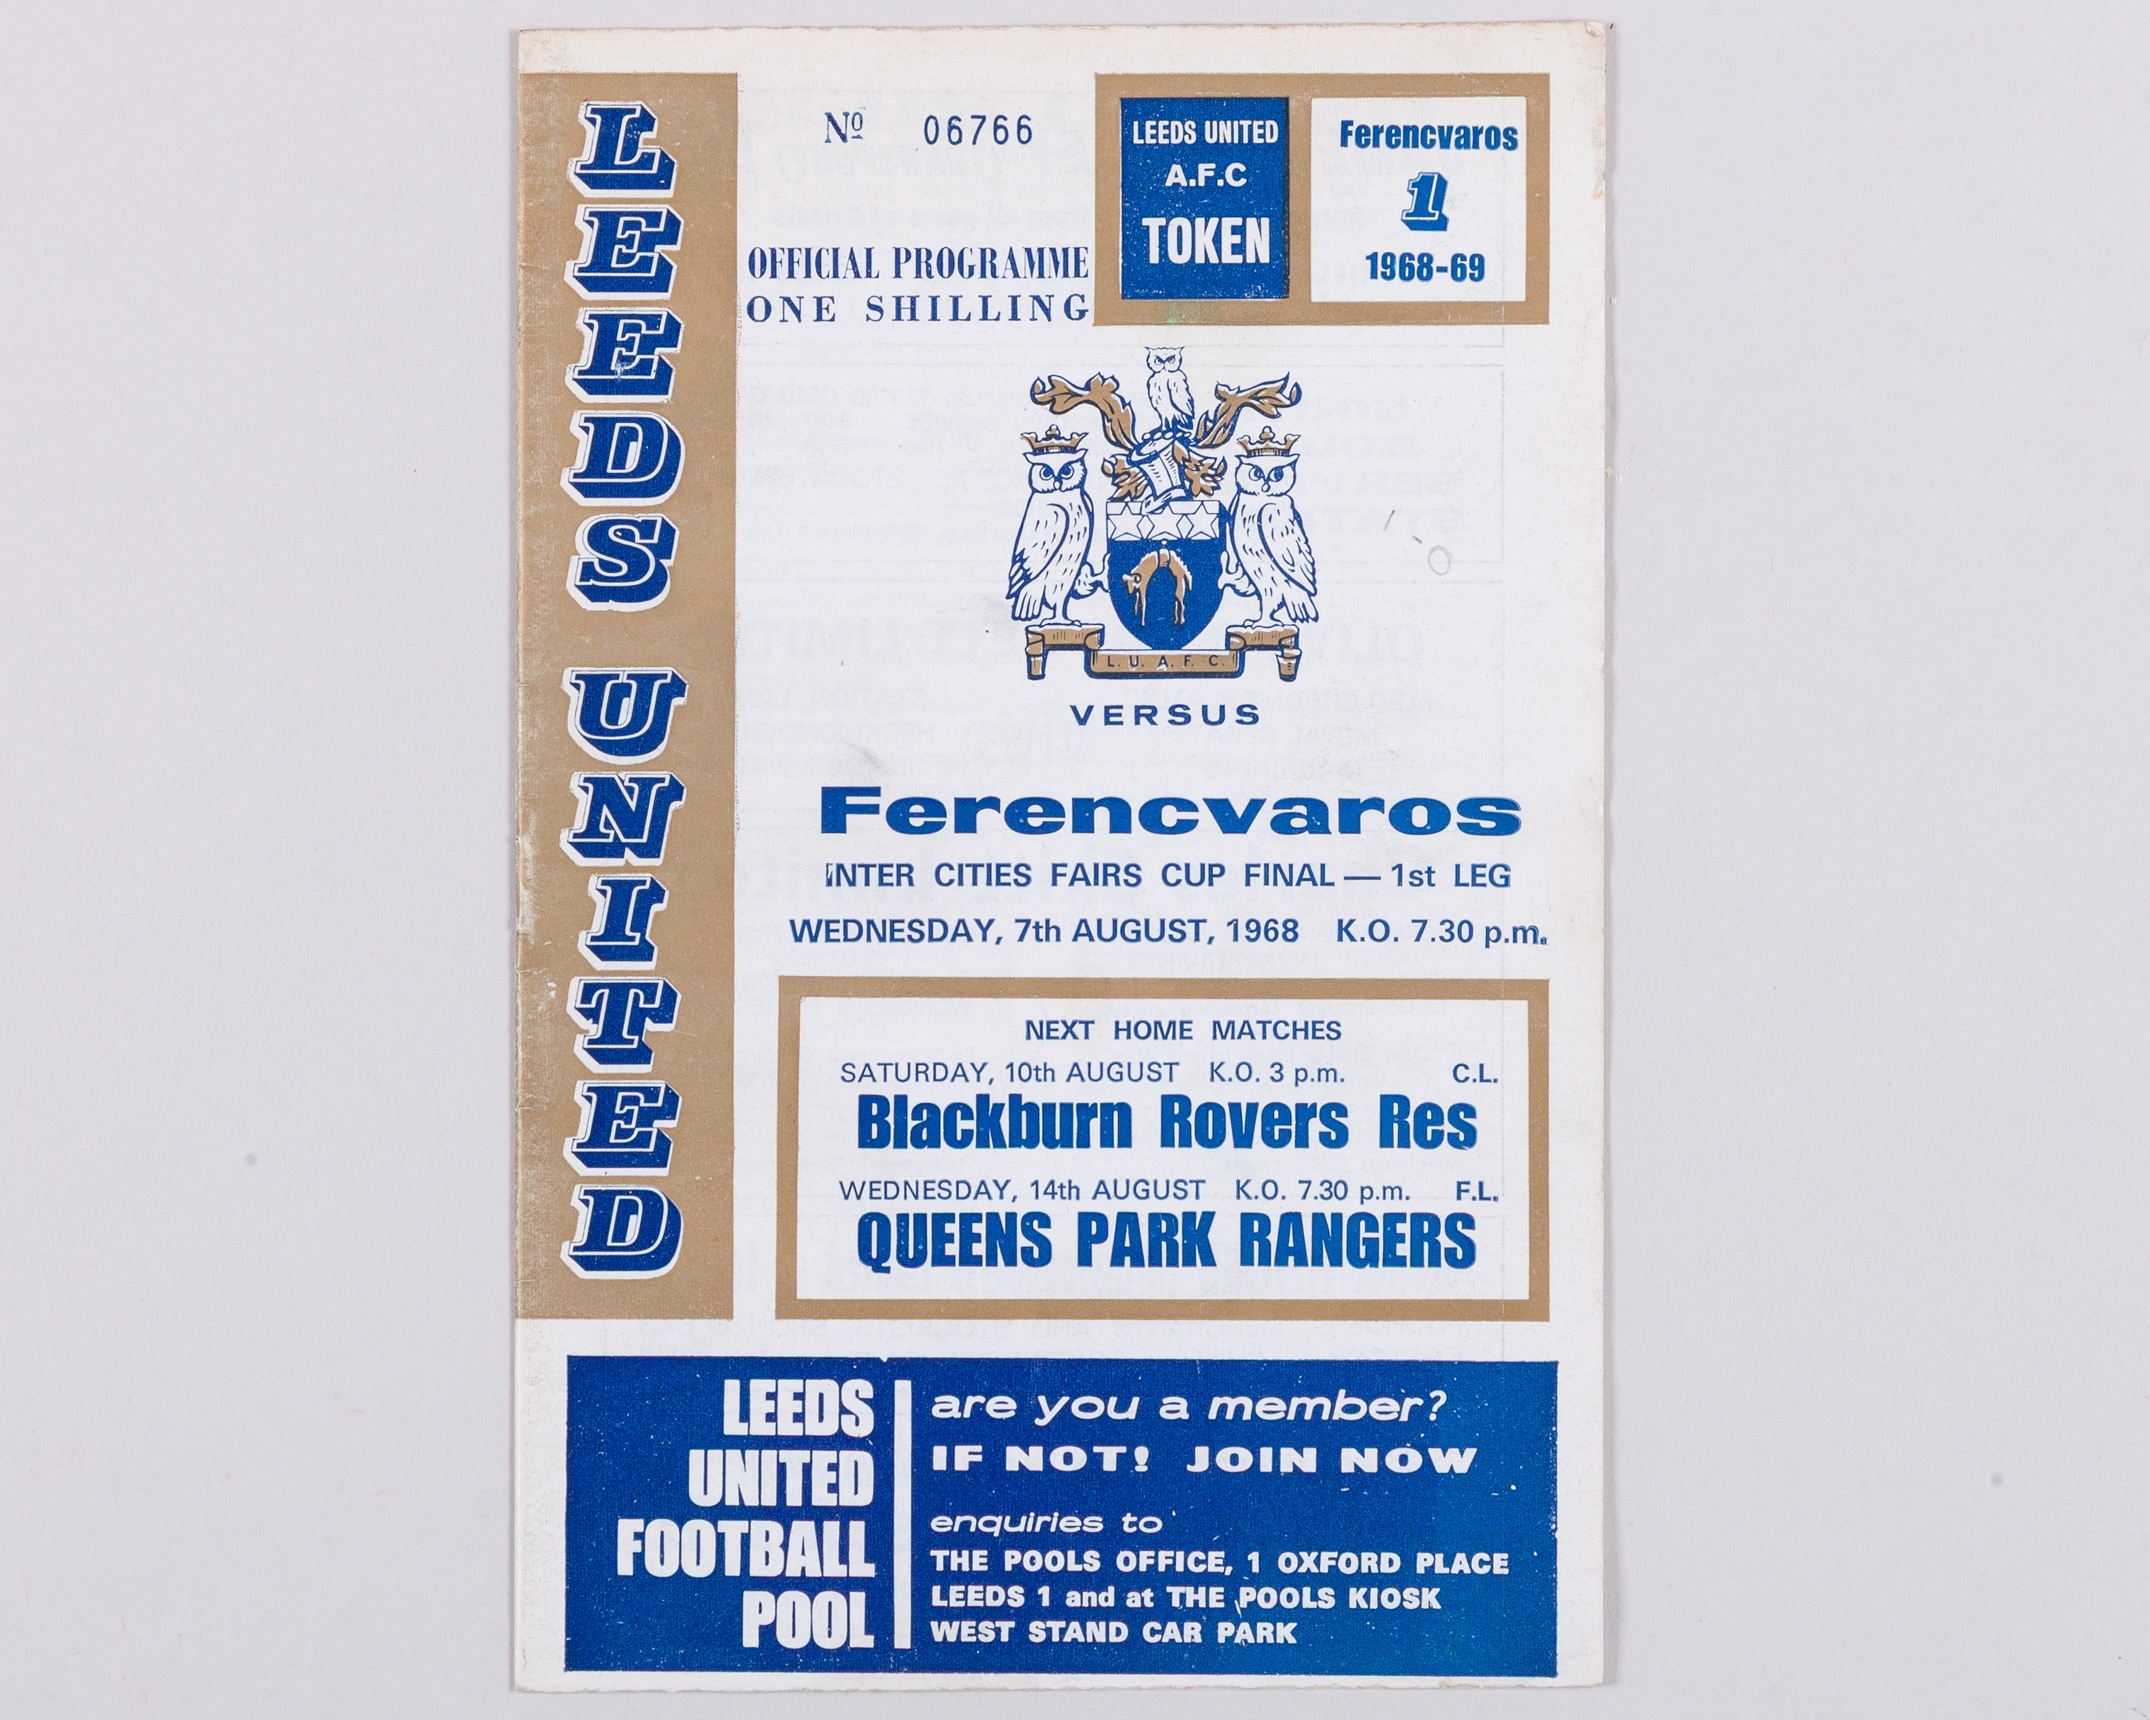 LEEDS UNITED
Nº 06766
OFFICIAL PROGRAMME
ONE SHILLING
LEEDS UNITED
A.F.C
TOKEN
Ferencvaros
1
1968-69
L. U. A. F. C.
VERSUS
Ferencvaros
INTER CITIES FAIRS CUP FINAL — 1st LEG
WEDNESDAY, 7th AUGUST, 1968 K.O. 7.30 p.m.
NEXT HOME MATCHES
SATURDAY, 10th AUGUST K.O. 3 p.m. C.L.
Blackburn Rovers Res
WEDNESDAY, 14th AUGUST K.O. 7.30 p.m. F.L.
QUEENS PARK RANGERS
LEEDS
UNITED
FOOTBALL
POOL
are you a member?
IF NOT! JOIN NOW
enquiries to
THE POOLS OFFICE, 1 OXFORD PLACE
LEEDS 1 and at THE POOLS KIOSK
WEST STAND CAR PARK